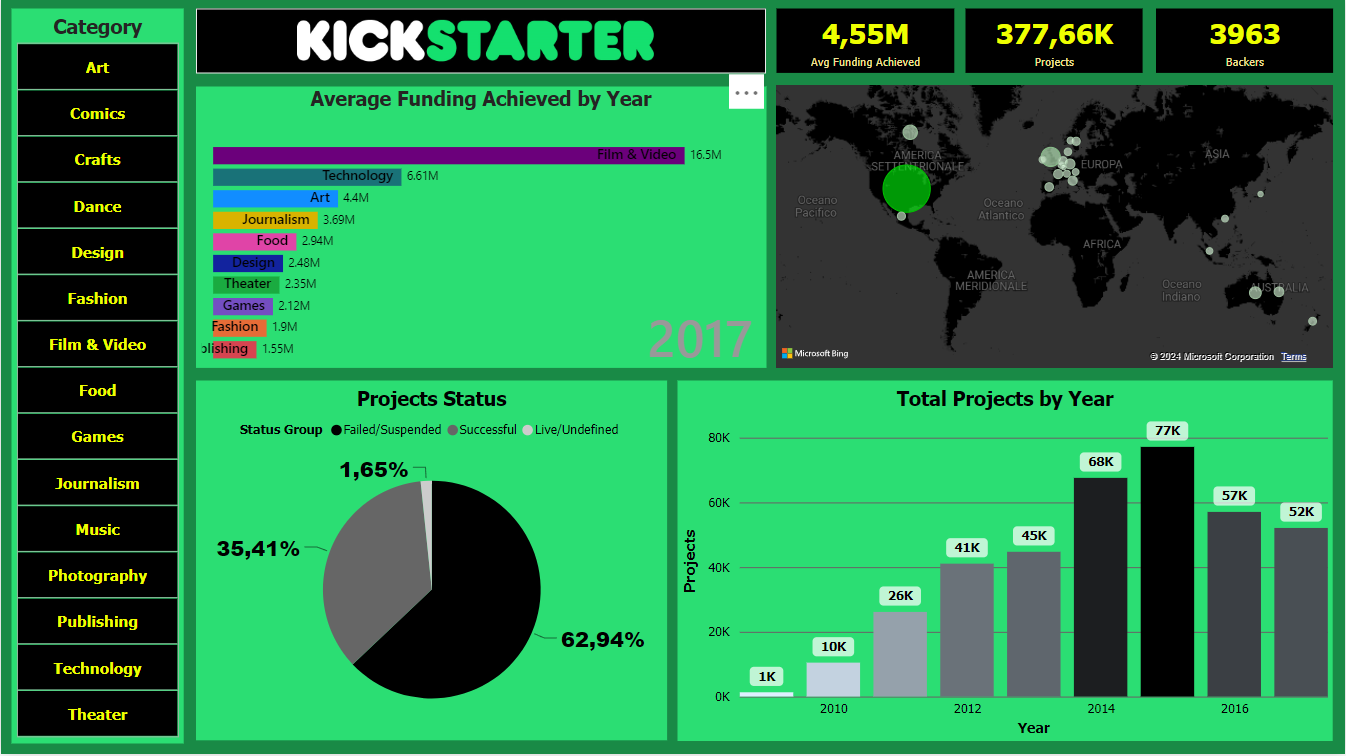 Category
Art
Comics
Crafts
Dance
Design
Fashion
Film & Video
Food
Games
Journalism
Music
Photography
Publishing
Technology
Theater
KICKSTARTER
4,55M
Avg Funding Achieved
377,66K
Projects
3963
Backers
Average Funding Achieved by Year
Film & Video 16.5M
Technology 6.61M
Art 4.4M
Journalism 3.69M
Food 2.94M
Design 2.48M
Theater 2.35M
Games 2.12M
Fashion 1.9M
blishing 1.55M
2017
AMERICA
SETTENTRIONALE
EUROPA
ASIA
Oceano
Pacifico
Oceano
Atlantico
AFRICA
AMERICA
MERIDIONALE
Oceano
Indiano
AUSTRALIA
Microsoft Bing
© 2024 Microsoft Corporation Terms
Projects Status
Status Group Failed/Suspended Successful Live/Undefined
1,65%
35,41%
62,94%
Total Projects by Year
Projects
80K
60K
40K
20K
0K
1K
10K
26K
41K
45K
68K
77K
57K
52K
2010
2012
2014
2016
Year